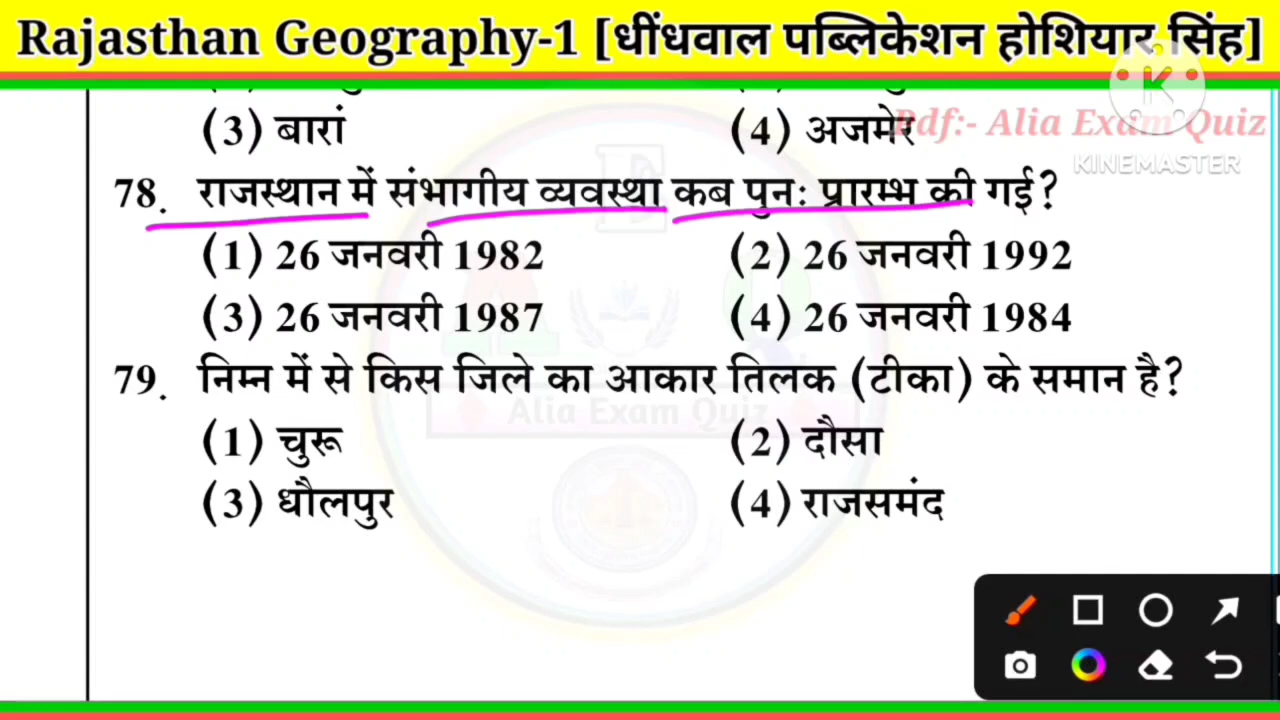 Rajasthan Geography-1 [धींधवाल पब्लिकेशन होशियार सिंह]
K
Pdf:- Alia Exam Quiz
KINEMASTER
(3) बारां (4) अजमेर
78. राजस्थान में संभागीय व्यवस्था कब पुनः प्रारम्भ की गई?
(1) 26 जनवरी 1982 (2) 26 जनवरी 1992
(3) 26 जनवरी 1987 (4) 26 जनवरी 1984
79. निम्न में से किस जिले का आकार तिलक (टीका) के समान है?
Alia Exam Quiz
(1) चुरू (2) दौसा
(3) धौलपुर (4) राजसमंद